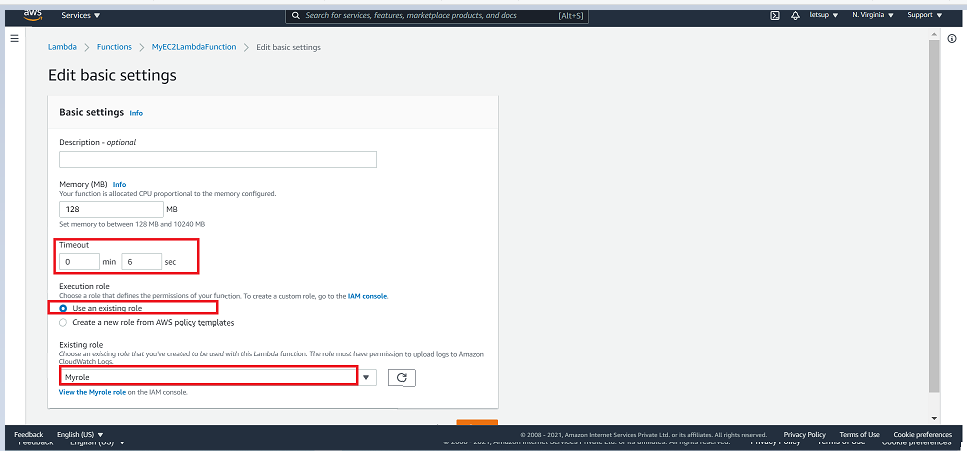 aws Services ▼ Search for services, features, marketplace products, and docs [Alt+S] letsup ▼ N. Virginia ▼ Support ▼
Lambda > Functions > MyEC2LambdaFunction > Edit basic settings
Edit basic settings
Basic settings Info
Description - optional
Memory (MB) Info
Your function is allocated CPU proportional to the memory configured.
128 MB
Set memory to between 128 MB and 10240 MB
Timeout
0 min 6 sec
Execution role
Choose a role that defines the permissions of your function. To create a custom role, go to the IAM console.
Use an existing role
Create a new role from AWS policy templates
Existing role
Choose an existing role that you've created to be used with this Lambda function. The role must have permission to upload logs to Amazon
CloudWatch Logs.
Myrole
View the Myrole role on the IAM console.
Feedback English (US) ▼ © 2008 - 2021, Amazon Internet Services Private Ltd. or its affiliates. All rights reserved. Privacy Policy Terms of Use Cookie preferences